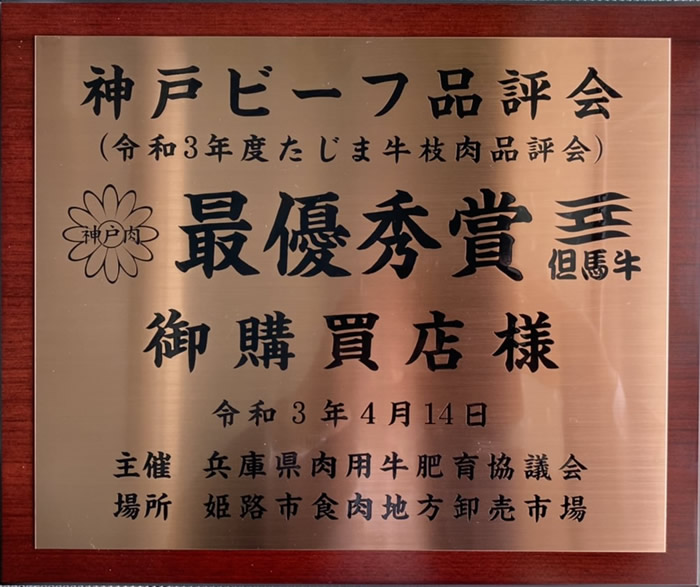 神戸ビーフ品評会
(令和3年度たじま牛枝肉品評会)
神戸肉
最優秀賞
但馬牛
御購買店様
令和3年4月14日
主催 兵庫県肉用牛肥育協議会
場所 姫路市食肉地方卸売市場